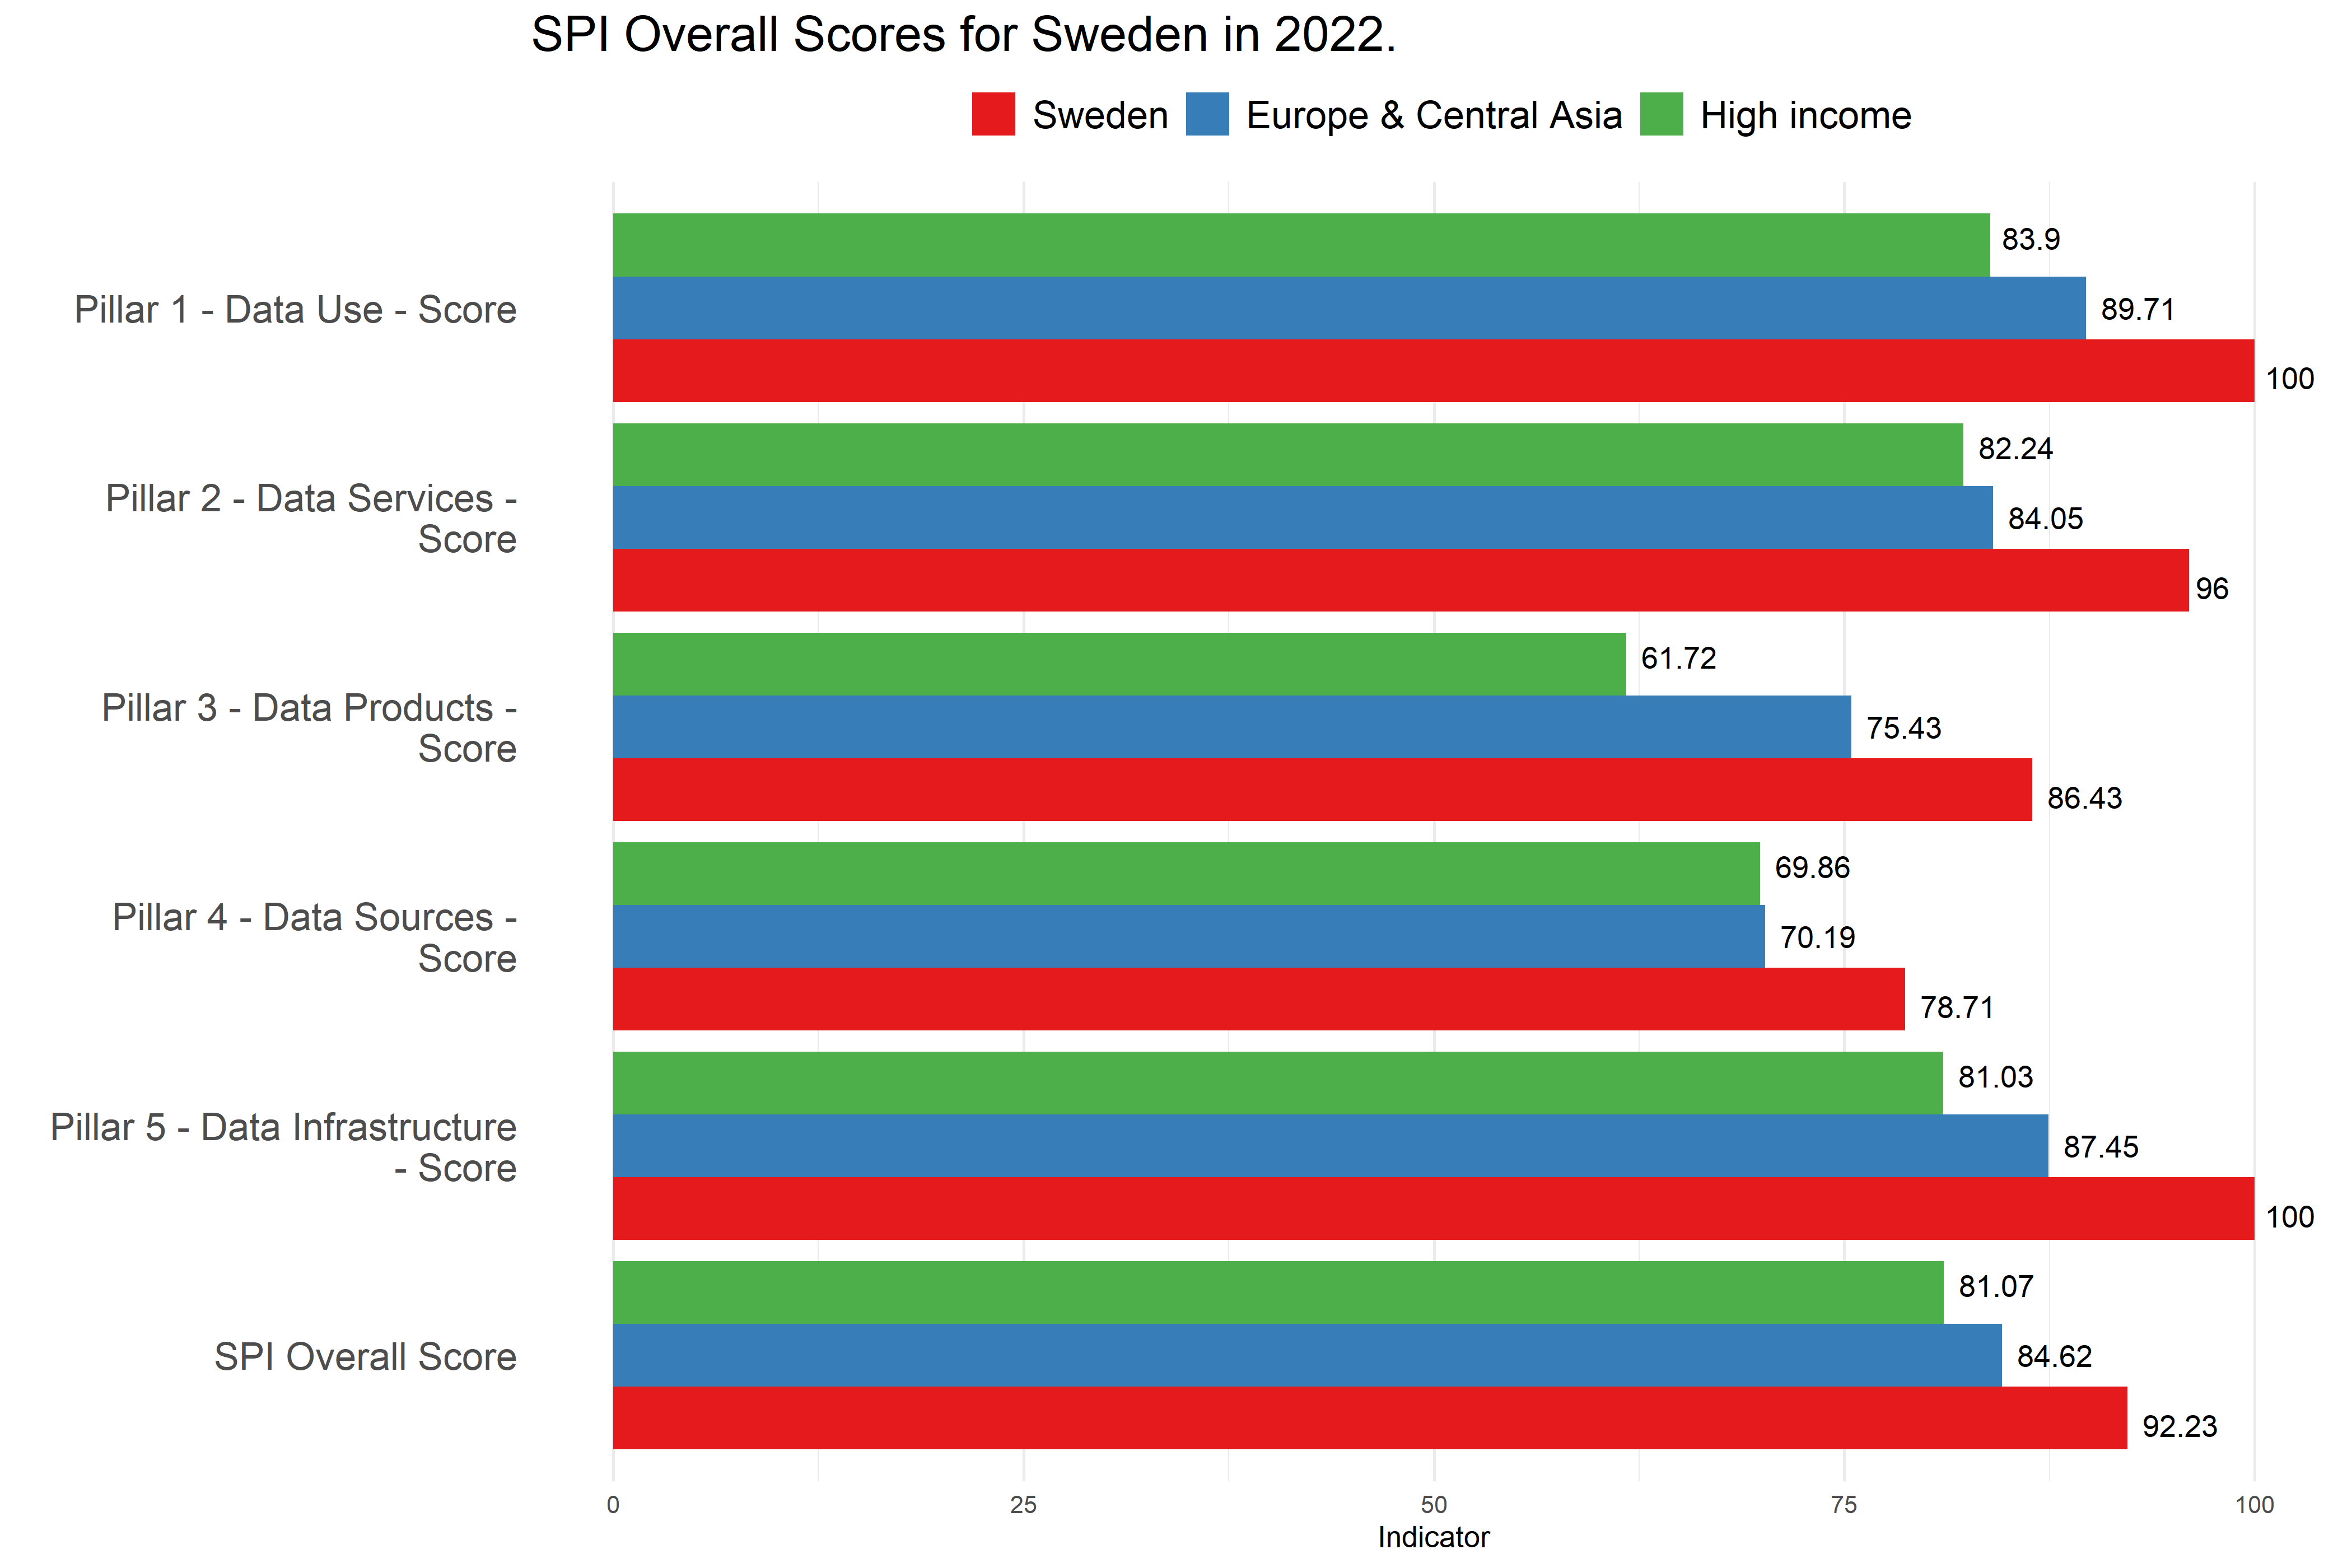 SPI Overall Scores for Sweden in 2022.
Sweden Europe & Central Asia High income
Pillar 1 - Data Use - Score
83.9
89.71
100
Pillar 2 - Data Services -
Score
82.24
84.05
96
Pillar 3 - Data Products -
Score
61.72
75.43
86.43
Pillar 4 - Data Sources -
Score
69.86
70.19
78.71
Pillar 5 - Data Infrastructure
- Score
81.03
87.45
100
SPI Overall Score
81.07
84.62
92.23
0 25 50 75 100
Indicator